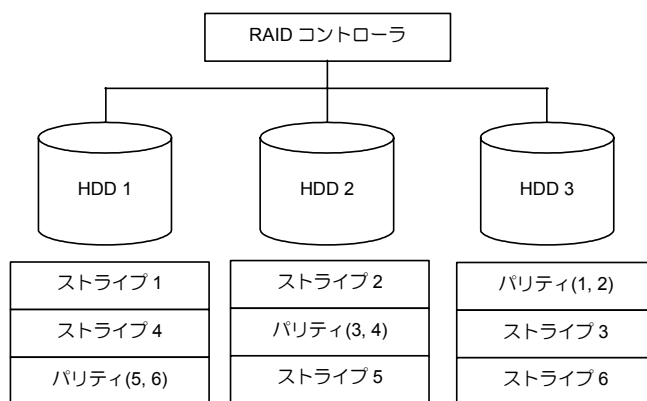 RAID コントローラ
HDD 1
HDD 2
HDD 3
ストライプ 1
ストライプ 2
パリティ(1, 2)
ストライプ 4
パリティ(3, 4)
ストライプ 3
パリティ(5, 6)
ストライプ 5
ストライプ 6